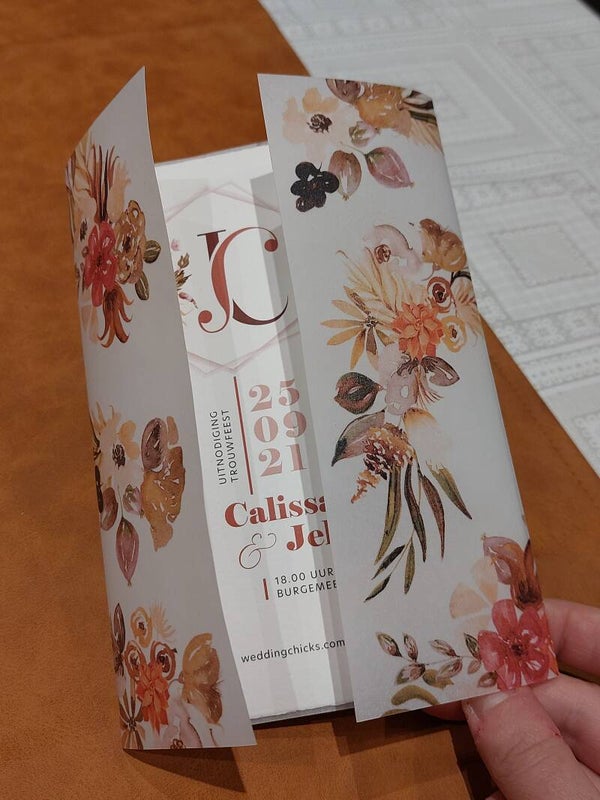 JC
UITNODIGING
TROUWFEEST
25
09
21
Calissa
&
18.00 UUR
weddingchicks.com